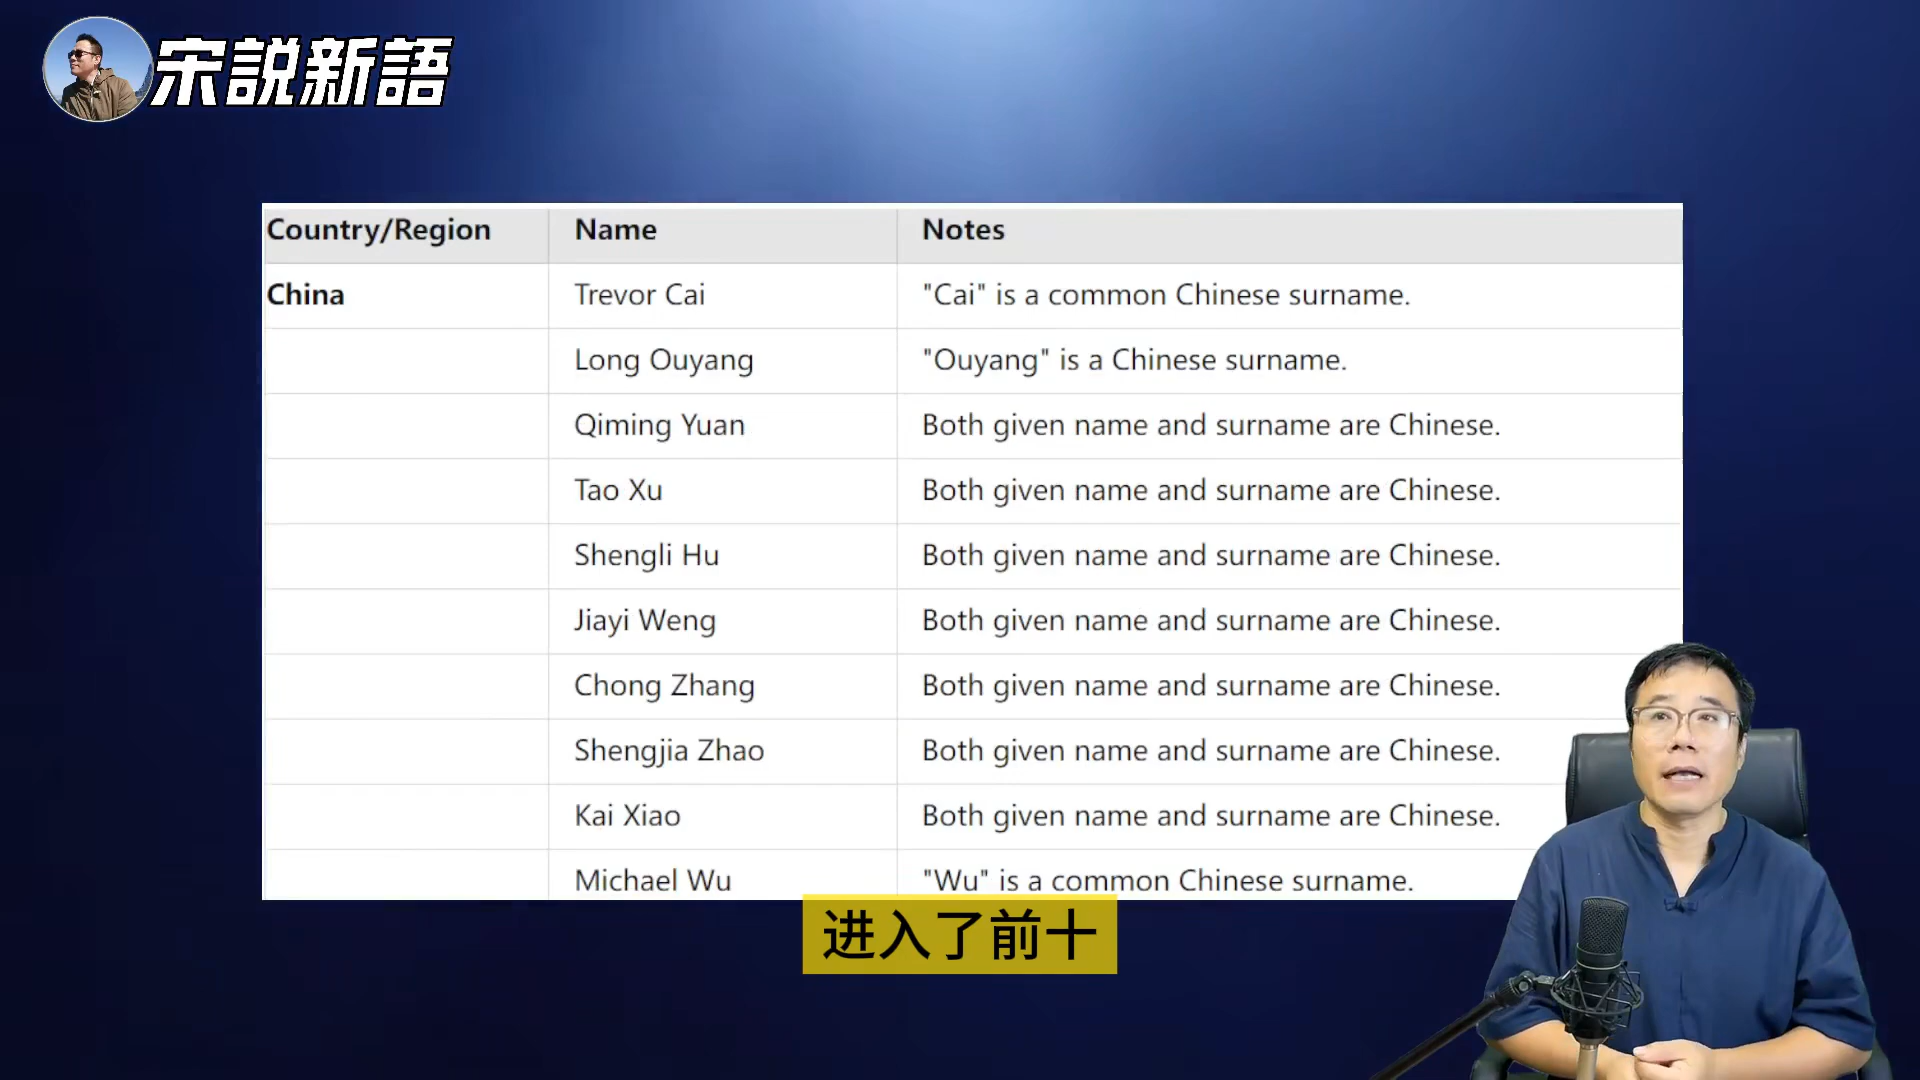 宋説新語
Country/Region Name Notes
China Trevor Cai "Cai" is a common Chinese surname.
Long Ouyang "Ouyang" is a Chinese surname.
Qiming Yuan Both given name and surname are Chinese.
Tao Xu Both given name and surname are Chinese.
Shengli Hu Both given name and surname are Chinese.
Jiayi Weng Both given name and surname are Chinese.
Chong Zhang Both given name and surname are Chinese.
Shengjia Zhao Both given name and surname are Chinese.
Kai Xiao Both given name and surname are Chinese.
Michael Wu "Wu" is a common Chinese surname.
进入了前十